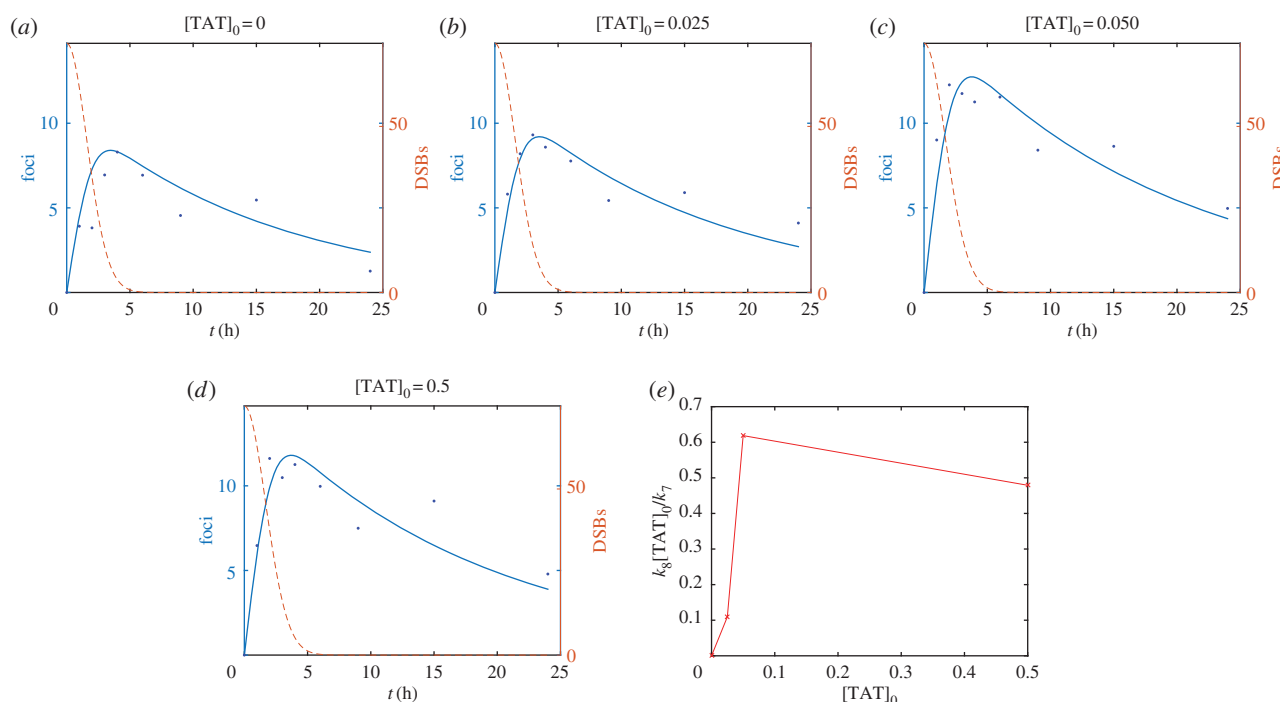 (a) [TAT]0 = 0
foci
10
5
0 5 10 15 20 25
t (h)
50
0
DSBs
(b) [TAT]0 = 0.025
foci
10
5
0 5 10 15 20 25
t (h)
50
0
DSBs
(c) [TAT]0 = 0.050
foci
10
5
0 5 10 15 20 25
t (h)
50
0
DSBs
(d) [TAT]0 = 0.5
foci
10
5
0 5 10 15 20 25
t (h)
50
0
DSBs
(e)
k8[TAT]0/k7
0.7
0.6
0.5
0.4
0.3
0.2
0.1
0 0.1 0.2 0.3 0.4 0.5
[TAT]0